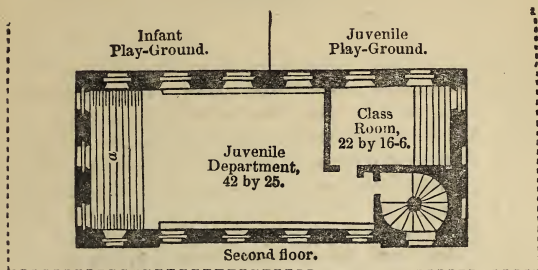 Infant
Play-Ground.
Juvenile
Play-Ground.
a
Juvenile
Department,
42 by 25.
Class
Room,
22 by 16-6.
Second floor.